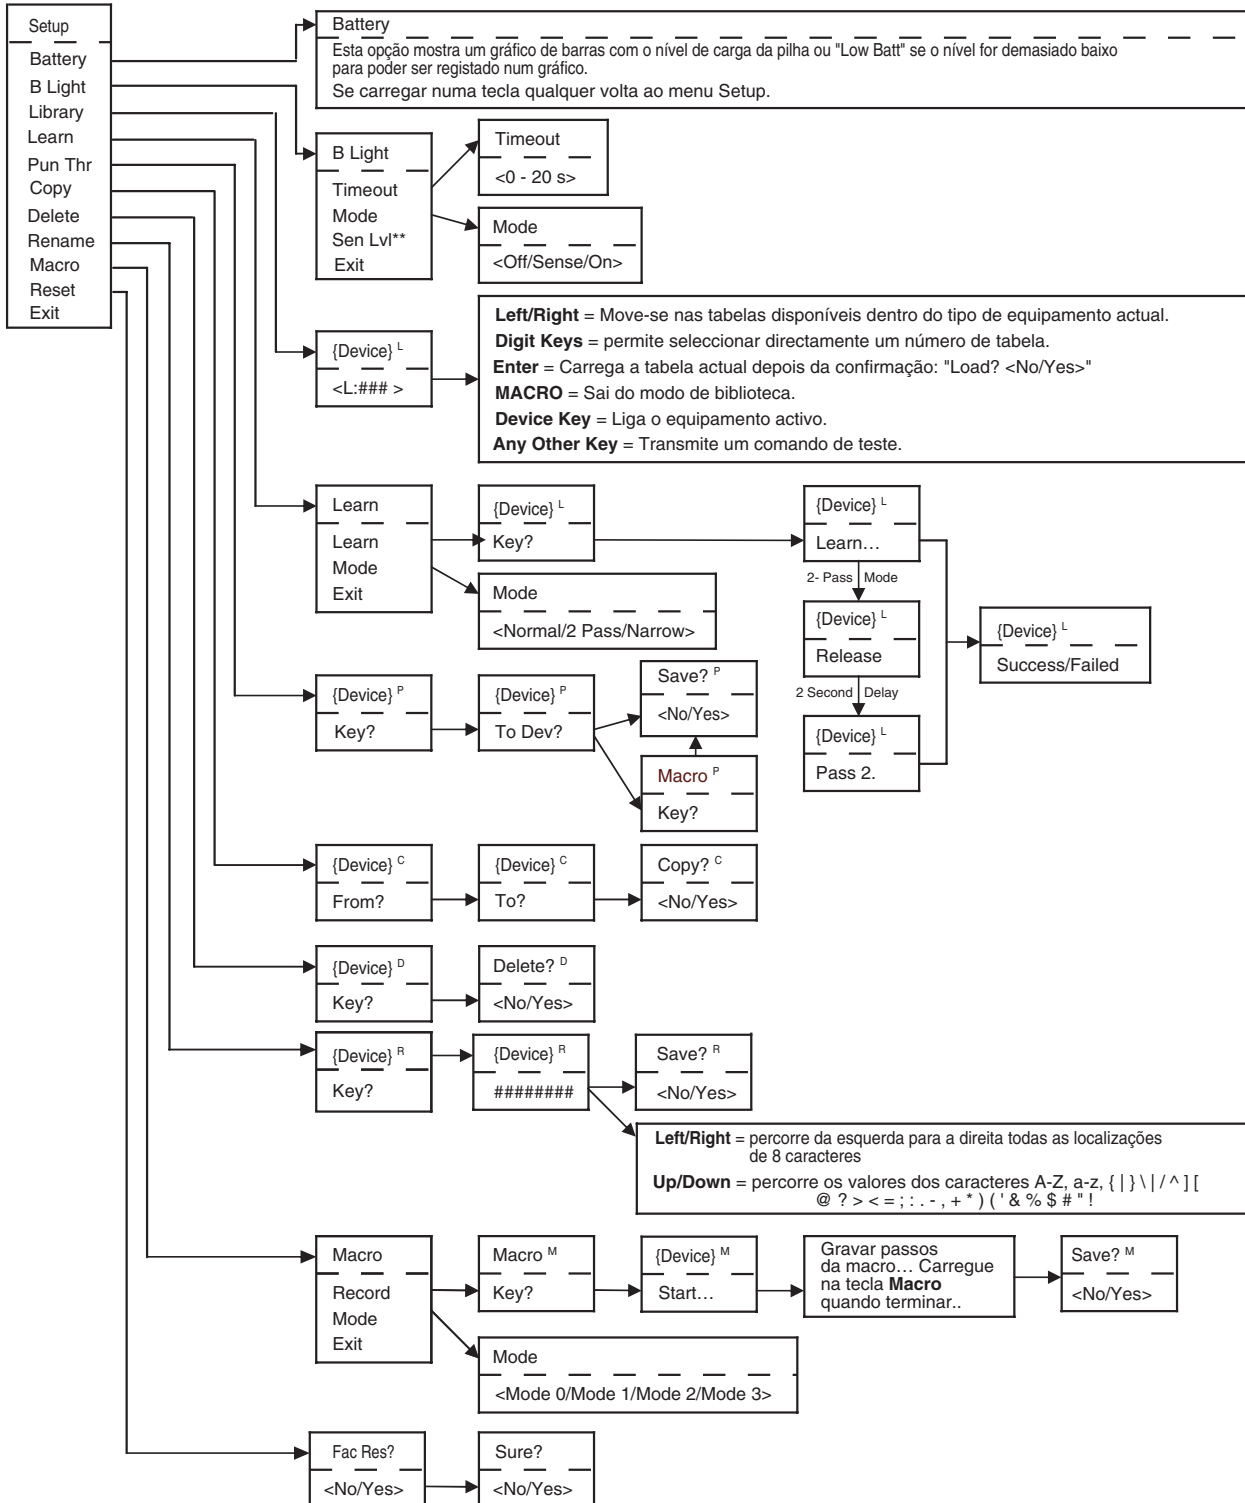 Setup
Battery
B Light
Library
Learn
Pun Thr
Copy
Delete
Rename
Macro
Reset
Exit
Battery
Esta opção mostra um gráfico de barras com o nível de carga da pilha ou "Low Batt" se o nível for demasiado baixo
para poder ser registado num gráfico.
Se carregar numa tecla qualquer volta ao menu Setup.
B Light
Timeout
Mode
Sen Lvl**
Exit
Timeout
<0 - 20 s>
Mode
<Off/Sense/On>
{Device} L
<L:### >
Left/Right = Move-se nas tabelas disponíveis dentro do tipo de equipamento actual.
Digit Keys = permite seleccionar directamente um número de tabela.
Enter = Carrega a tabela actual depois da confirmação: "Load? <No/Yes>"
MACRO = Sai do modo de biblioteca.
Device Key = Liga o equipamento activo.
Any Other Key = Transmite um comando de teste.
Learn
Learn
Mode
Exit
{Device} L
Key?
Mode
<Normal/2 Pass/Narrow>
{Device} L
Learn...
2- Pass Mode
{Device} L
Release
2 Second Delay
{Device} L
Pass 2.
{Device} L
Success/Failed
{Device} P
Key?
{Device} P
To Dev?
Save? P
<No/Yes>
Macro P
Key?
{Device} C
From?
{Device} C
To?
Copy? C
<No/Yes>
{Device} D
Key?
Delete? D
<No/Yes>
{Device} R
Key?
{Device} R
########
Save? R
<No/Yes>
Left/Right = percorre da esquerda para a direita todas as localizações
de 8 caracteres
Up/Down = percorre os valores dos caracteres A-Z, a-z, { | } \ | / ^ ] [
@ ? > < = ; : . - , + * ) ( ' & % $ # " !
Macro
Record
Mode
Exit
Macro M
Key?
{Device} M
Start...
Gravar passos
da macro... Carregue
na tecla Macro
quando terminar..
Save? M
<No/Yes>
Mode
<Mode 0/Mode 1/Mode 2/Mode 3>
Fac Res?
<No/Yes>
Sure?
<No/Yes>